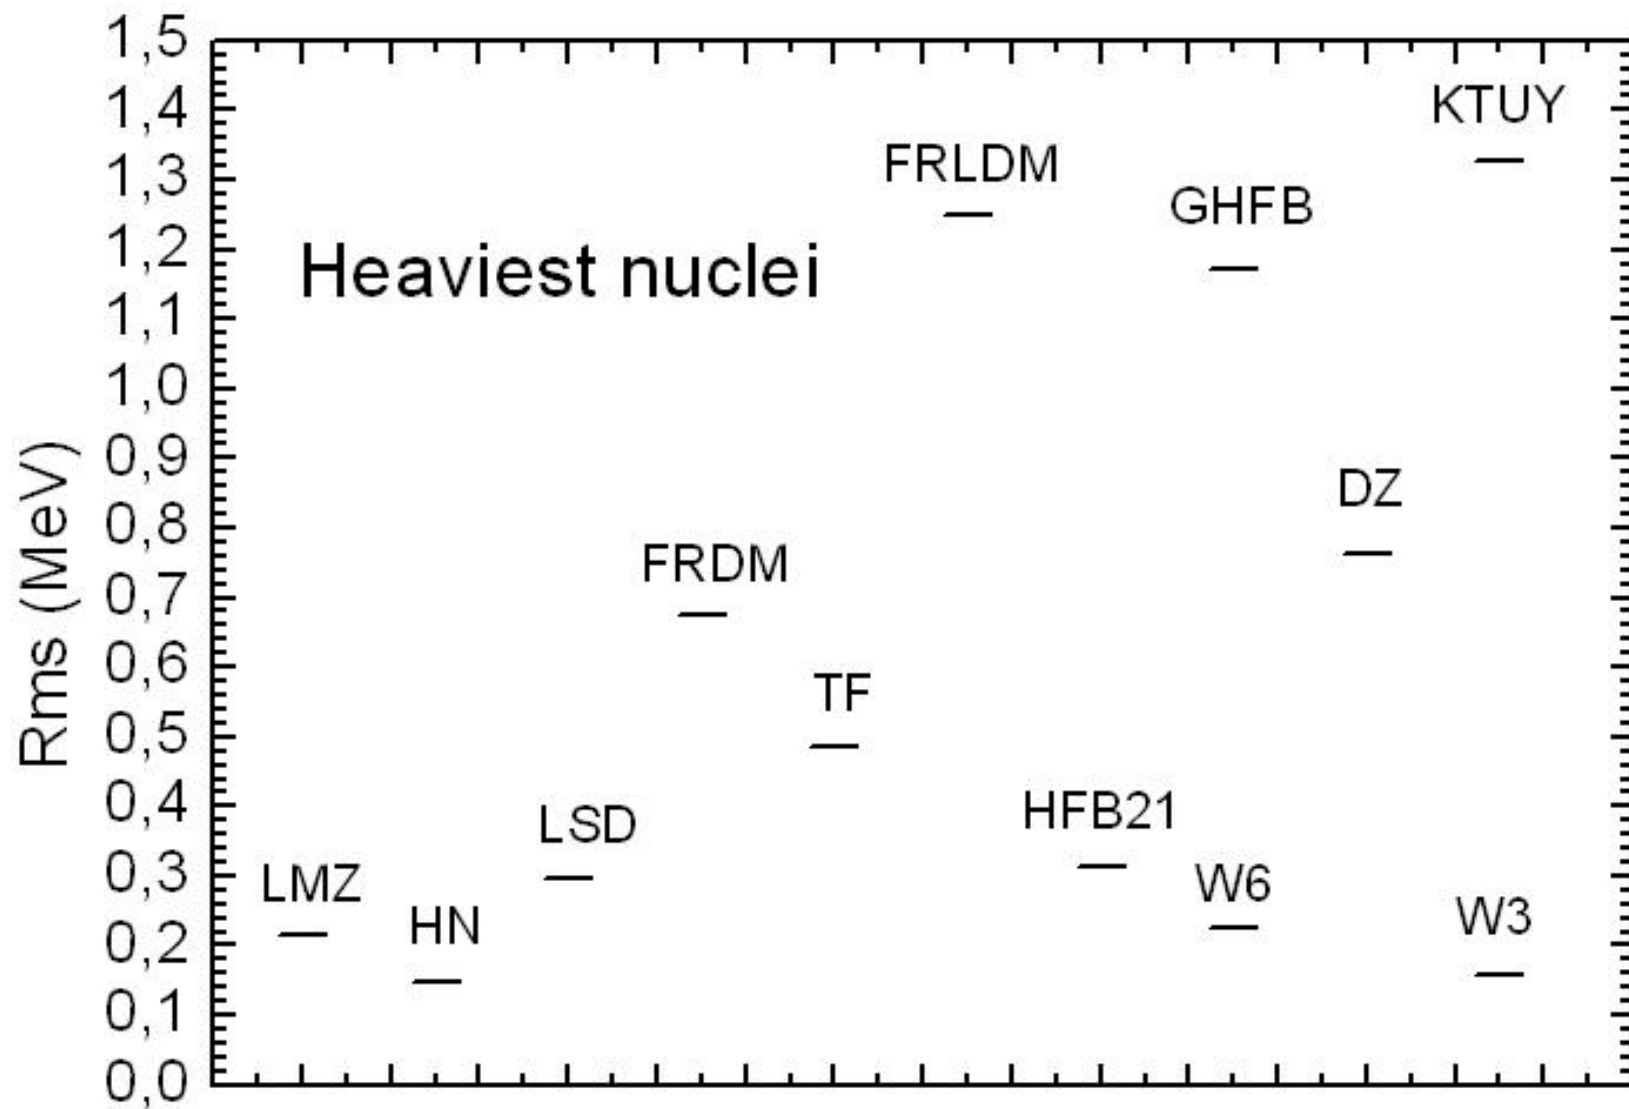 1,5
1,4
1,3
1,2
1,1
1,0
0,9
0,8
0,7
0,6
0,5
0,4
0,3
0,2
0,1
0,0
Rms (MeV)
Heaviest nuclei
KTUY
FRLDM
GHFB
DZ
FRDM
TF
HFB21
LSD
LMZ
W6
HN
W3